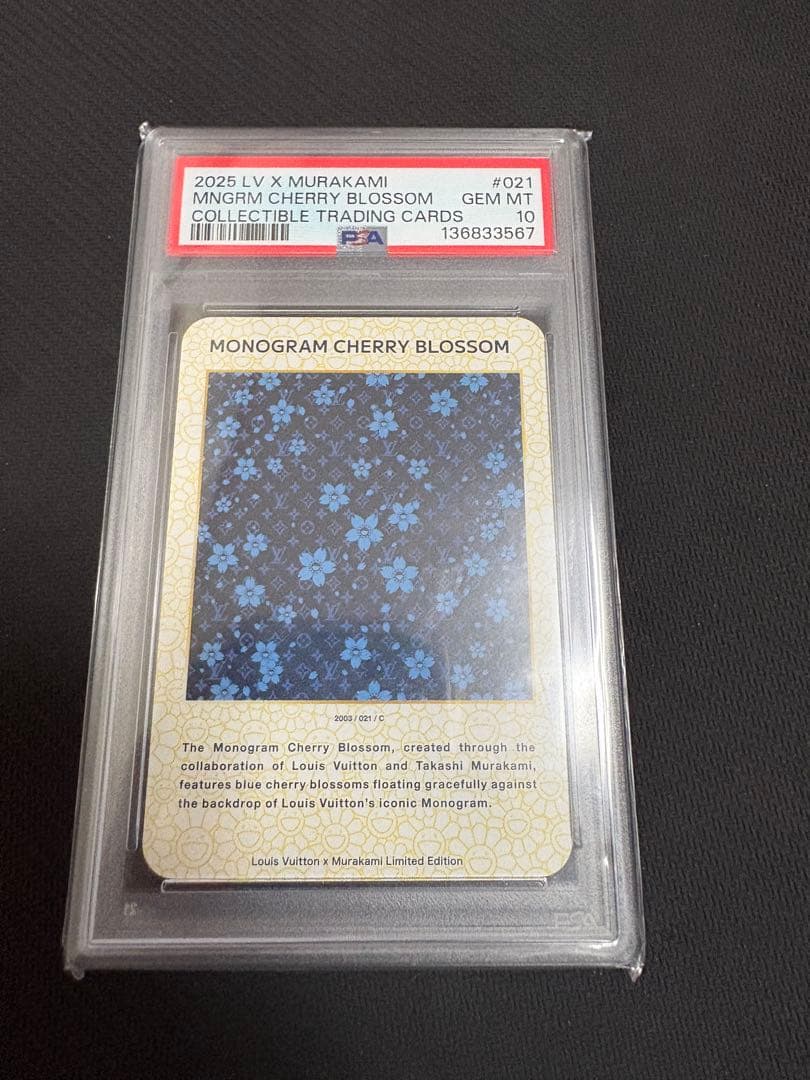 2025 LV X MURAKAMI #021
MNGRM CHERRY BLOSSOM GEM MT
COLLECTIBLE TRADING CARDS 10
PSA 136833567
MONOGRAM CHERRY BLOSSOM
2003 / 021 / C
The Monogram Cherry Blossom, created through the
collaboration of Louis Vuitton and Takashi Murakami,
features blue cherry blossoms floating gracefully against
the backdrop of Louis Vuitton's iconic Monogram.
Louis Vuitton x Murakami Limited Edition
PSA